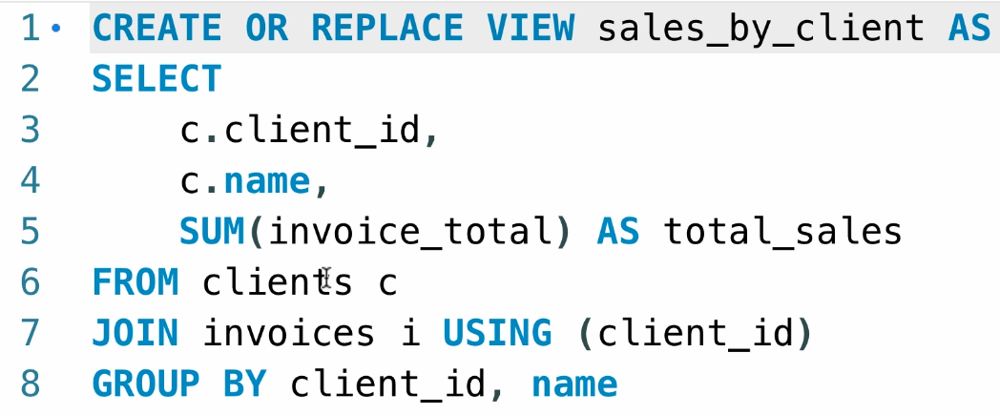 1 CREATE OR REPLACE VIEW sales_by_client AS
2 SELECT
3     c.client_id,
4     c.name,
5     SUM(invoice_total) AS total_sales
6 FROM clients c
7 JOIN invoices i USING (client_id)
8 GROUP BY client_id, name